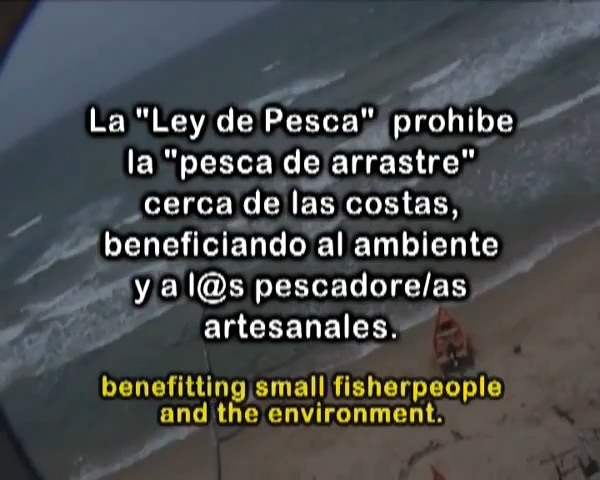 La "Ley de Pesca" prohibe
la "pesca de arrastre"
cerca de las costas,
beneficiando al ambiente
y a l@s pescadore/as
artesanales.
benefitting small fisherpeople
and the environment.